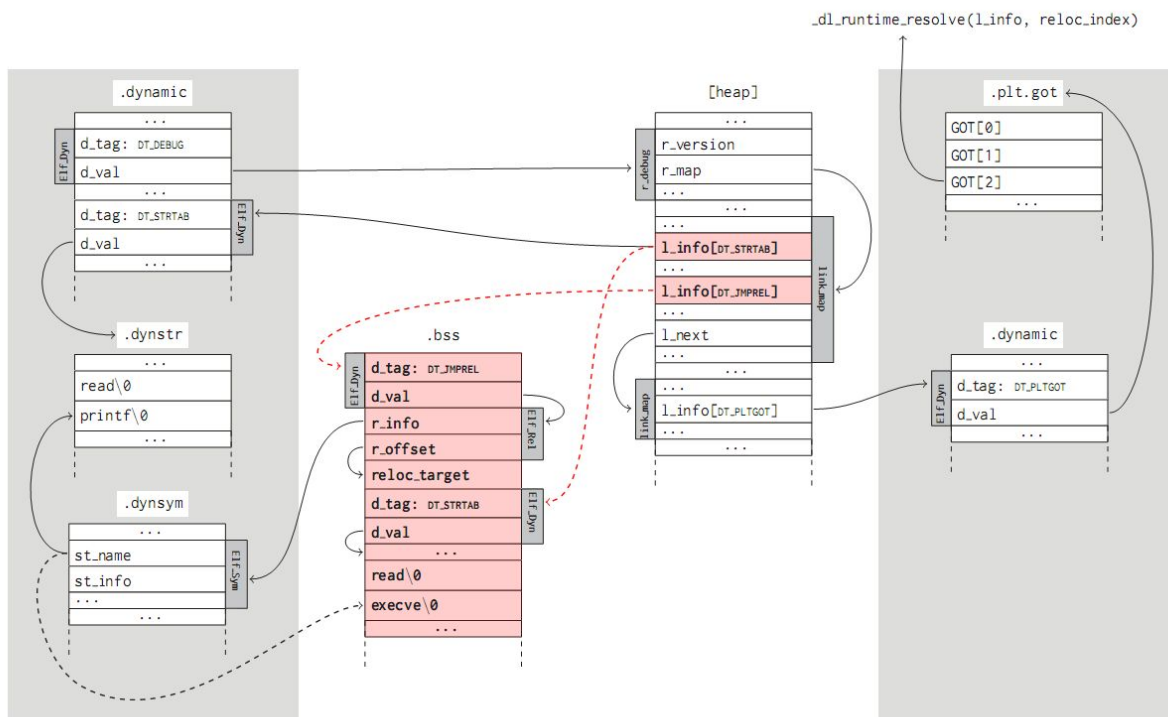 _dl_runtime_resolve(l_info, reloc_index)
.dynamic
...
d_tag: DT_DEBUG
d_val
...
d_tag: DT_STRTAB
d_val
...
Elf_Dyn
Elf_Dyn
.dynstr
...
read\0
printf\0
...
.dynsym
...
st_name
st_info
...
...
Elf_Sym
.bss
d_tag: DT_JMPREL
d_val
r_info
r_offset
reloc_target
d_tag: DT_STRTAB
d_val
...
read\0
execve\0
...
Elf_Dyn
Elf_Rel
Elf_Dyn
[heap]
...
r_version
r_map
...
...
...
l_info[DT_STRTAB]
...
l_info[DT_JMPREL]
...
l_next
...
...
...
l_info[DT_PLTGOT]
...
...
r_debug
link_map
link_map
.plt.got
GOT[0]
GOT[1]
GOT[2]
...
.dynamic
...
d_tag: DT_PLTGOT
d_val
...
Elf_Dyn